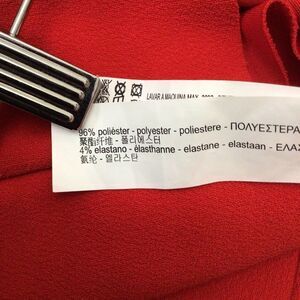 LAVAR A MAQUINA MAX.
96% poliéster - polyester - poliestere - ΠΟΛΥΕΣΤΕΡΑ
聚酯纤维 - 폴리에스터
4% elastano - élasthanne - elastane - elastaan - ΕΛΑΣ
氨纶 - 엘라스탄